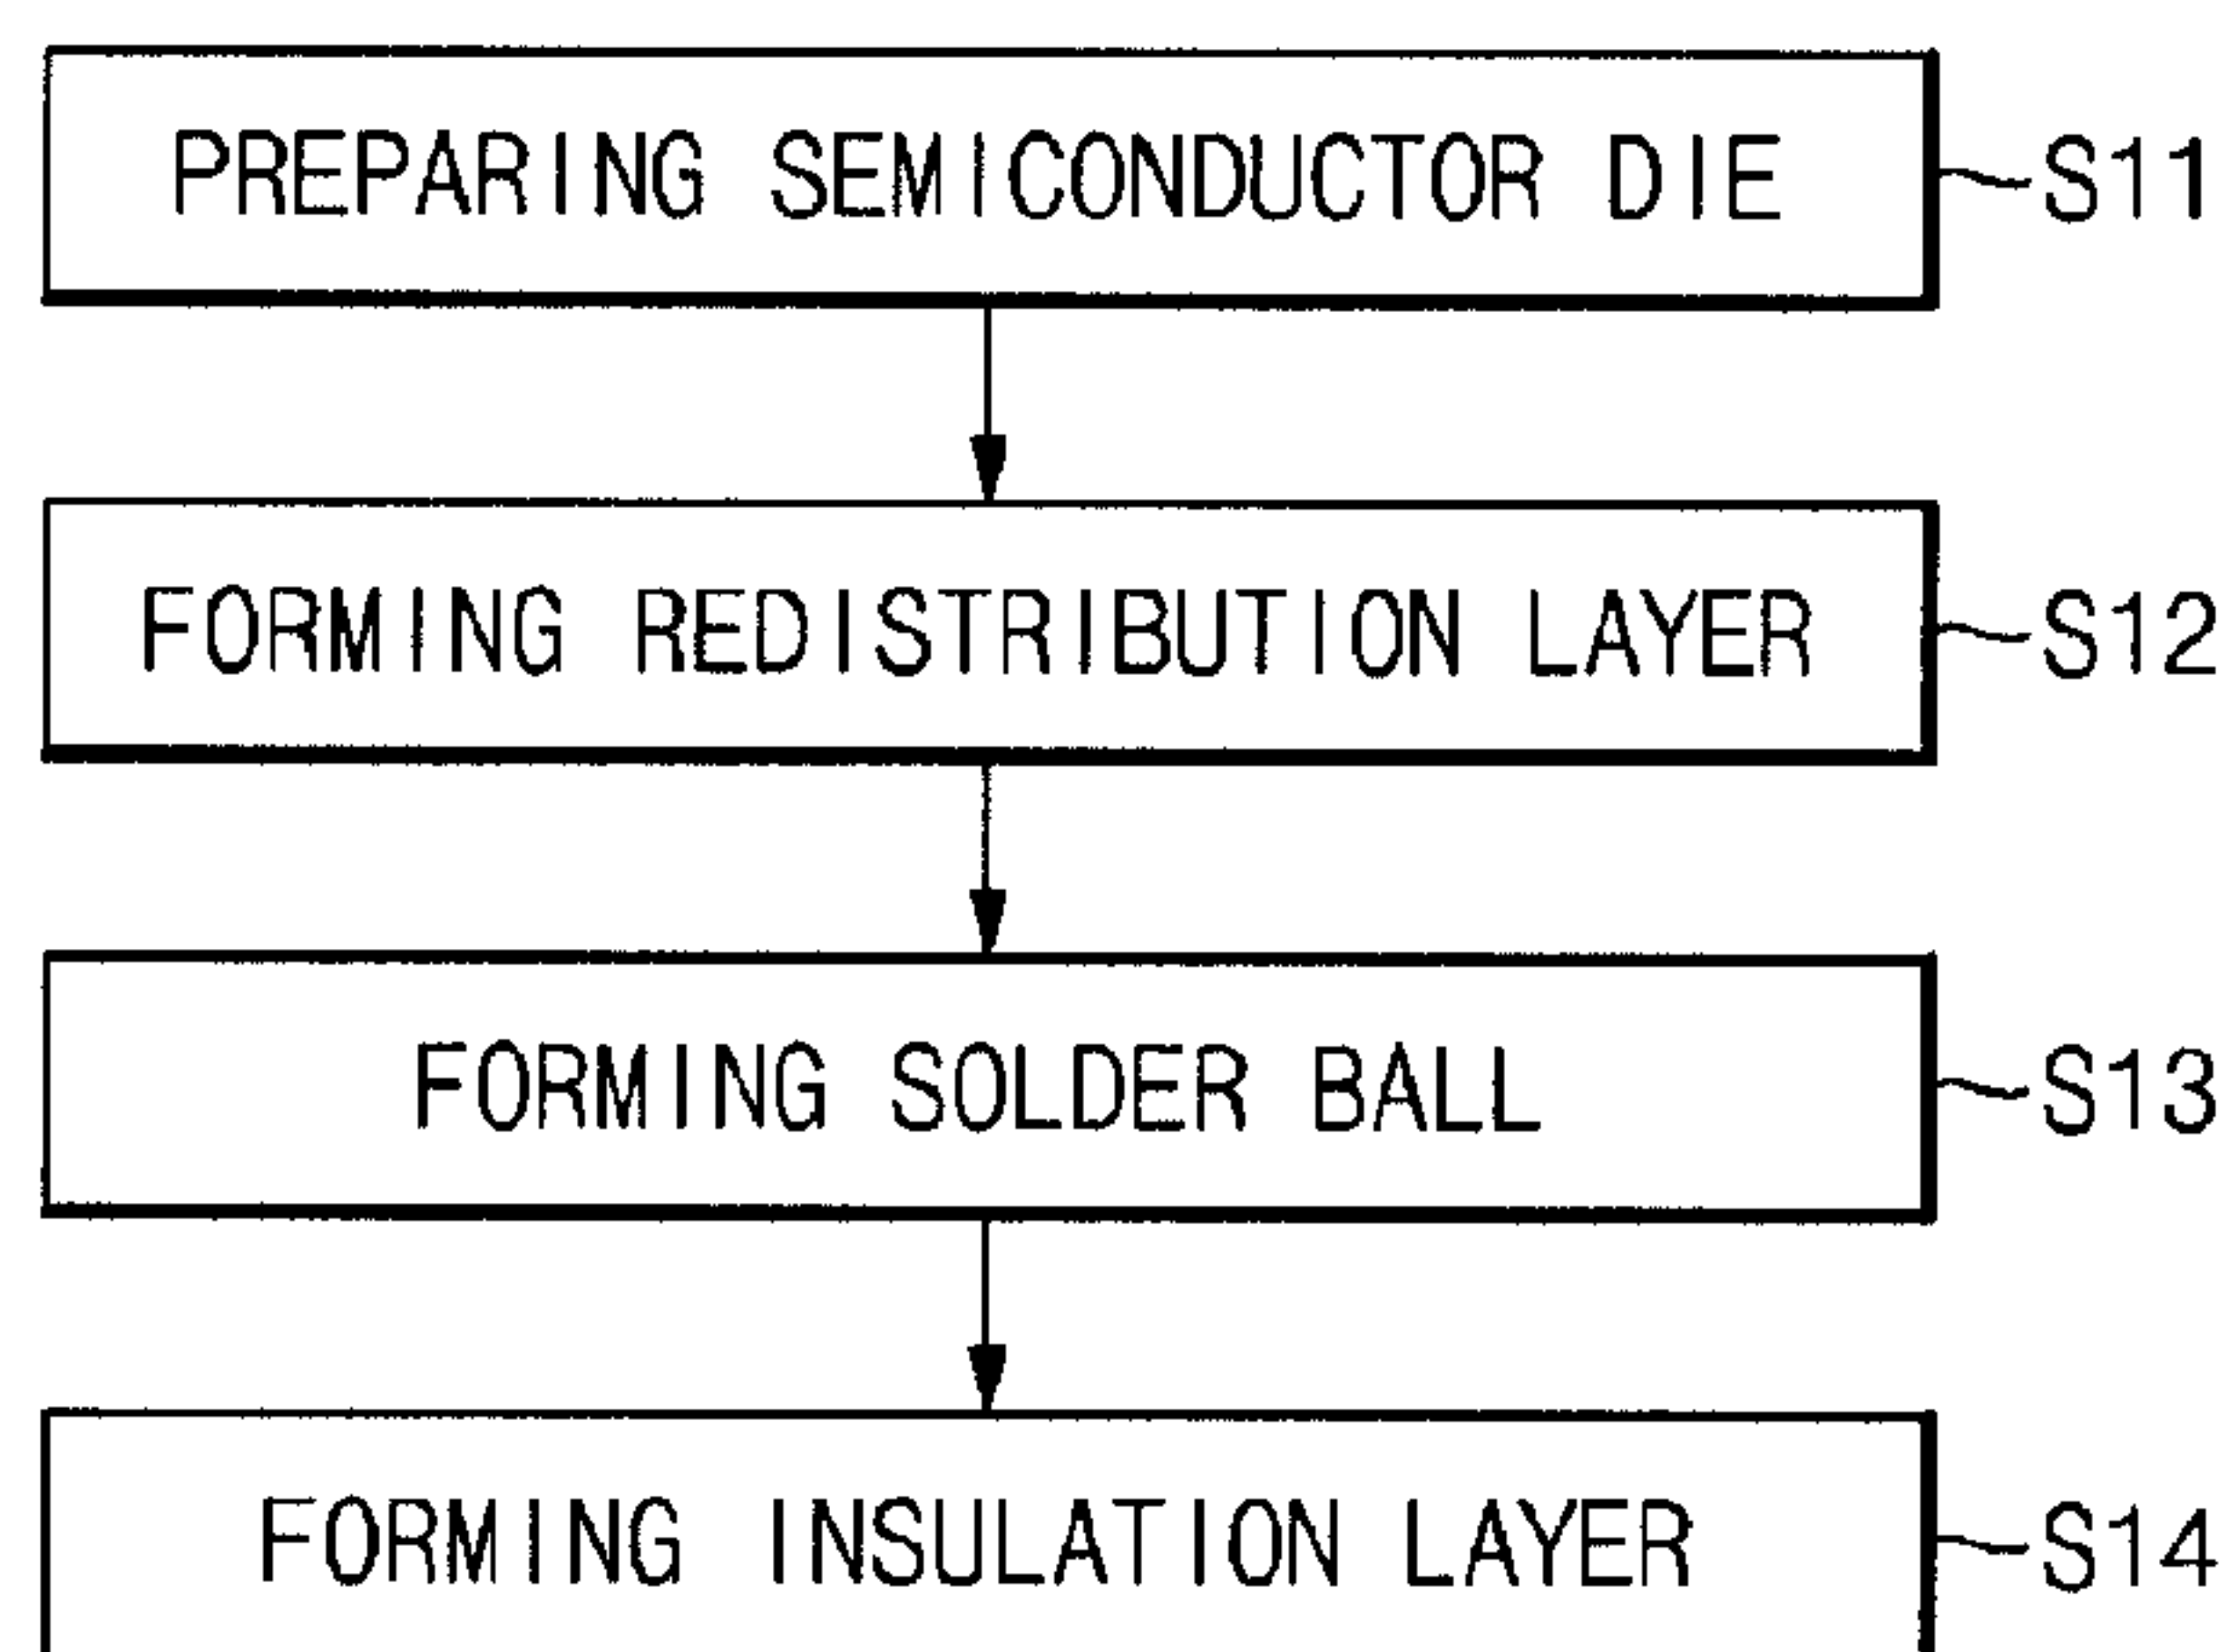 PREPARING SEMICONDUCTOR DIE S11
FORMING REDISTRIBUTION LAYER S12
FORMING SOLDER BALL S13
FORMING INSULATION LAYER S14